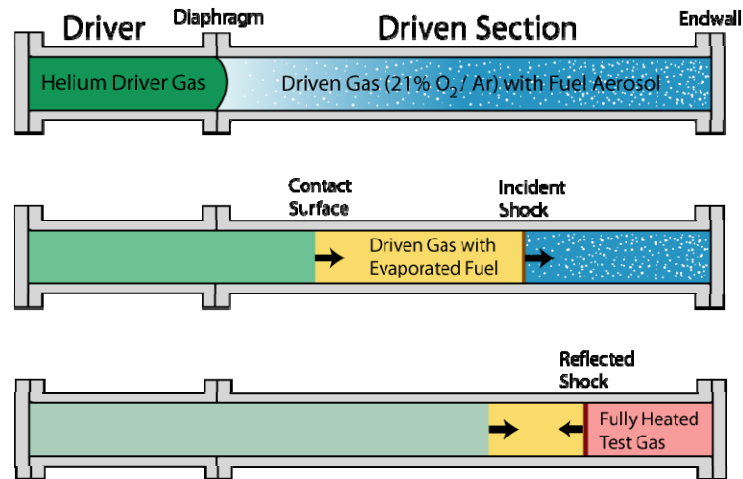 Driver
Diaphragm
Driven Section
Endwall
Helium Driver Gas
Driven Gas (21% O2/ Ar) with Fuel Aerosol
Contact
Surface
Incident
Shock
Driven Gas with
Evaporated Fuel
Reflected
Shock
Fully Heated
Test Gas